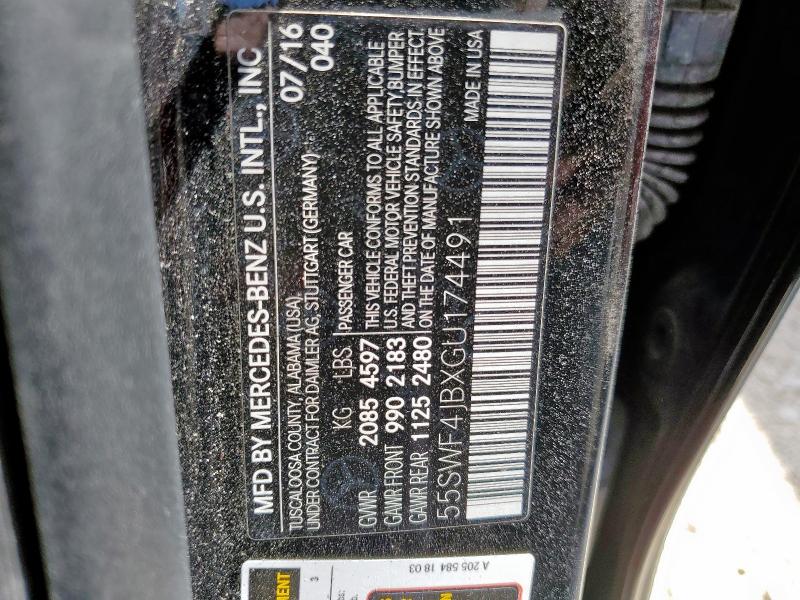 MFD BY MERCEDES-BENZ U.S. INTL., INC 07/16
TUSCALOOSA COUNTY, ALABAMA (USA) 040
UNDER CONTRACT FOR DAIMLER AG, STUTTGART (GERMANY)
KG LBS PASSENGER CAR
GVWR 2085 4597 THIS VEHICLE CONFORMS TO ALL APPLICABLE
GAWR FRONT 990 2183 U.S. FEDERAL MOTOR VEHICLE SAFETY/BUMPER
AND THEFT PREVENTION STANDARDS IN EFFECT
GAWR REAR 1125 2480 ON THE DATE OF MANUFACTURE SHOWN ABOVE
55SWF4JBXGU174491 MADE IN USA
A 205 584 18 03
3